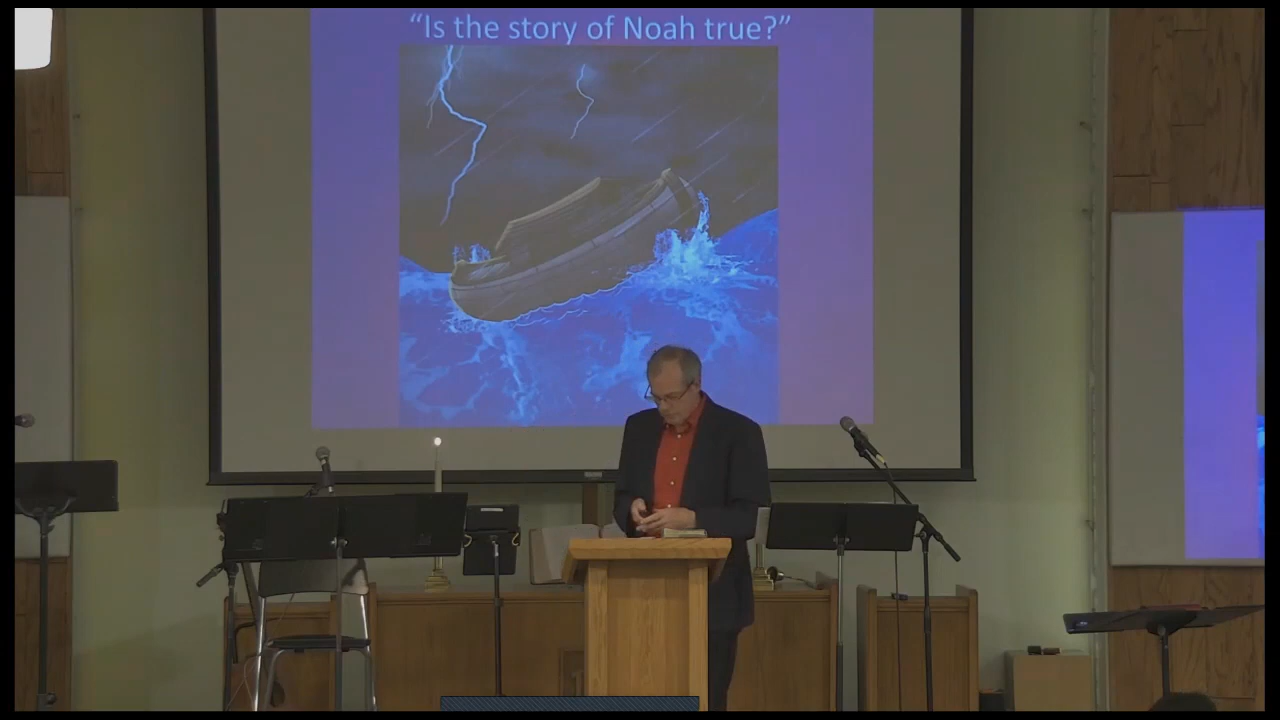 “Is the story of Noah true?”